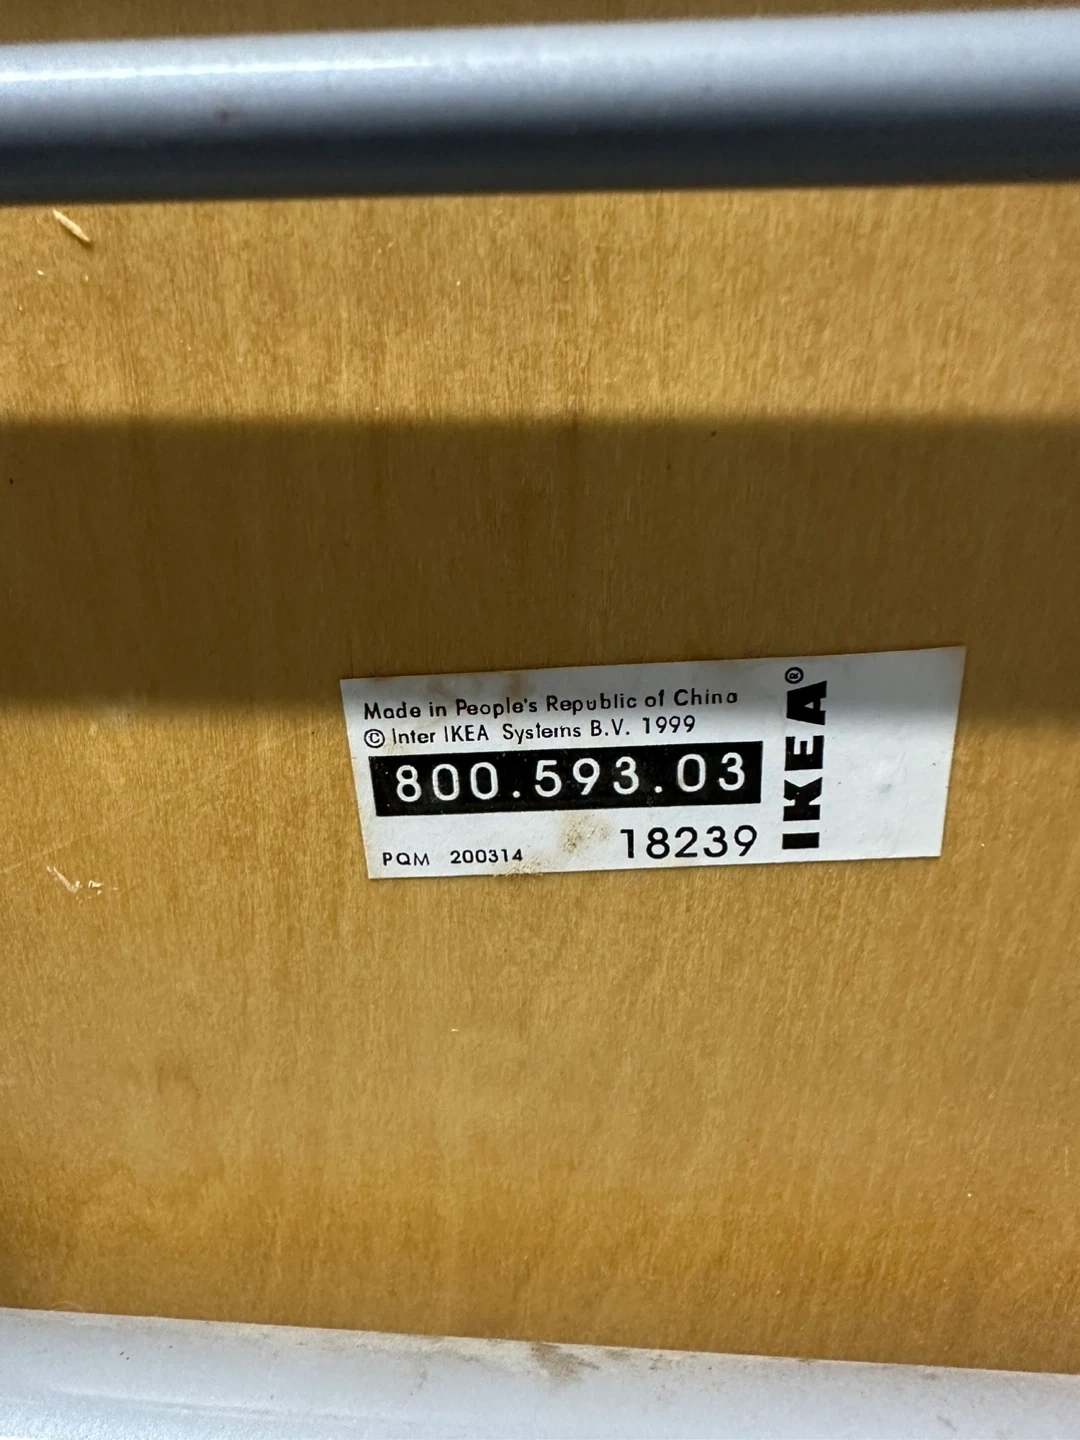 Made in People's Republic of China
© Inter IKEA Systems B.V. 1999
800.593.03
PQM 200314 18239
IKEA®